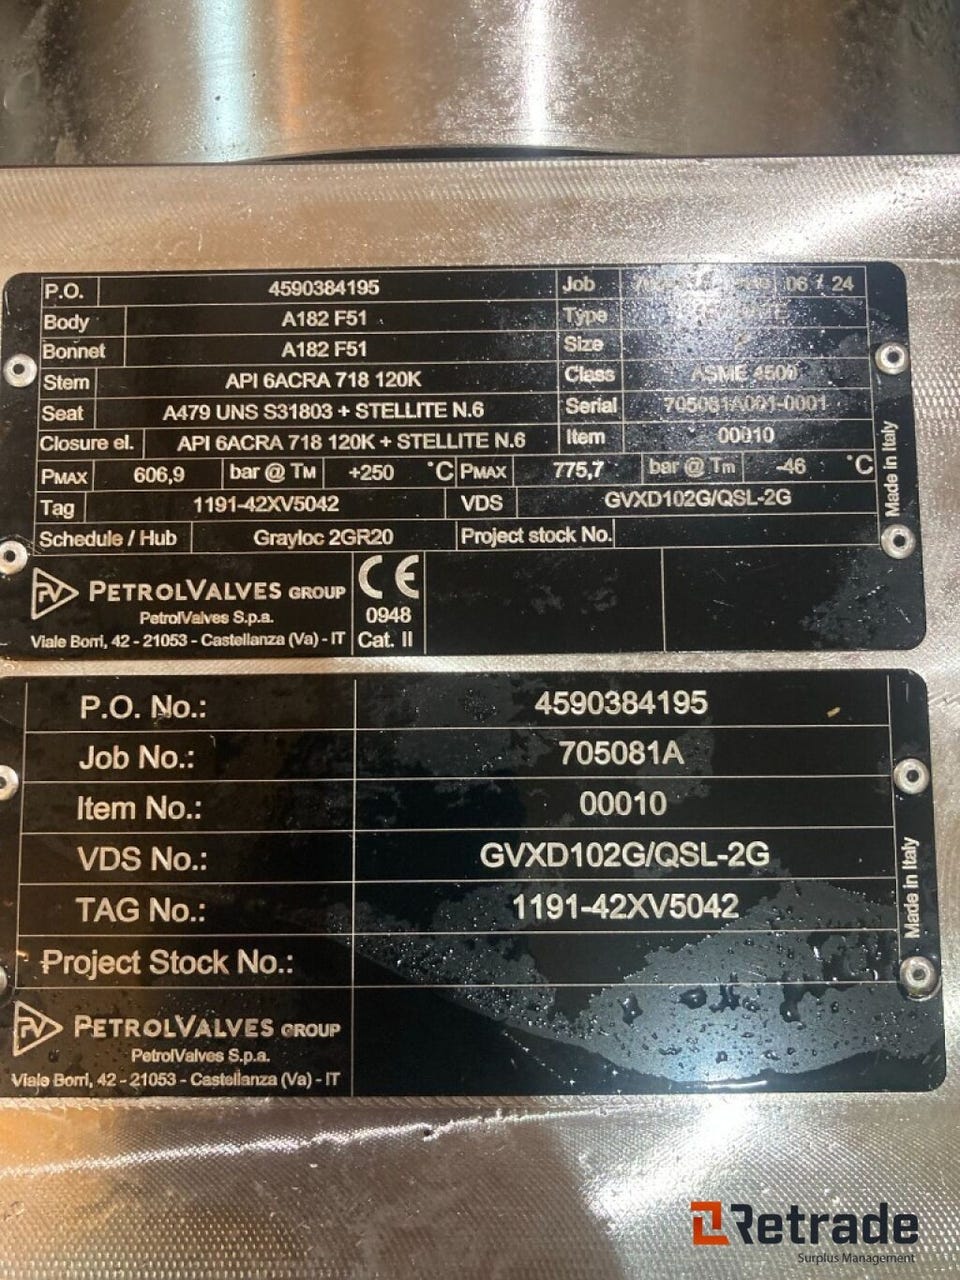 P.O. 4590384195 Job 06 / 24
Body A182 F51 Type
Bonnet A182 F51 Size
Stem API 6ACRA 718 120K Class ASME 4500
Seat A479 UNS S31803 + STELLITE N.6 Serial 705081A001-0001
Closure el. API 6ACRA 718 120K + STELLITE N.6 Item 00010
PMAX 606,9 bar @ TM +250 °C PMAX 775,7 bar @ Tm -46 °C
Tag 1191-42XV5042 VDS GVXD102G/QSL-2G
Schedule / Hub Grayloc 2GR20 Project stock No.
Made in Italy
PV PETROLVALVES GROUP
PetrolValves S.p.a.
Viale Borri, 42 - 21053 - Castellanza (Va) - IT
CE
0948
Cat. II
P.O. No.: 4590384195
Job No.: 705081A
Item No.: 00010
VDS No.: GVXD102G/QSL-2G
TAG No.: 1191-42XV5042
Project Stock No.:
Made in Italy
PV PETROLVALVES GROUP
PetrolValves S.p.a.
Viale Borri, 42 - 21053 - Castellanza (Va) - IT
Retrade
Surplus Management